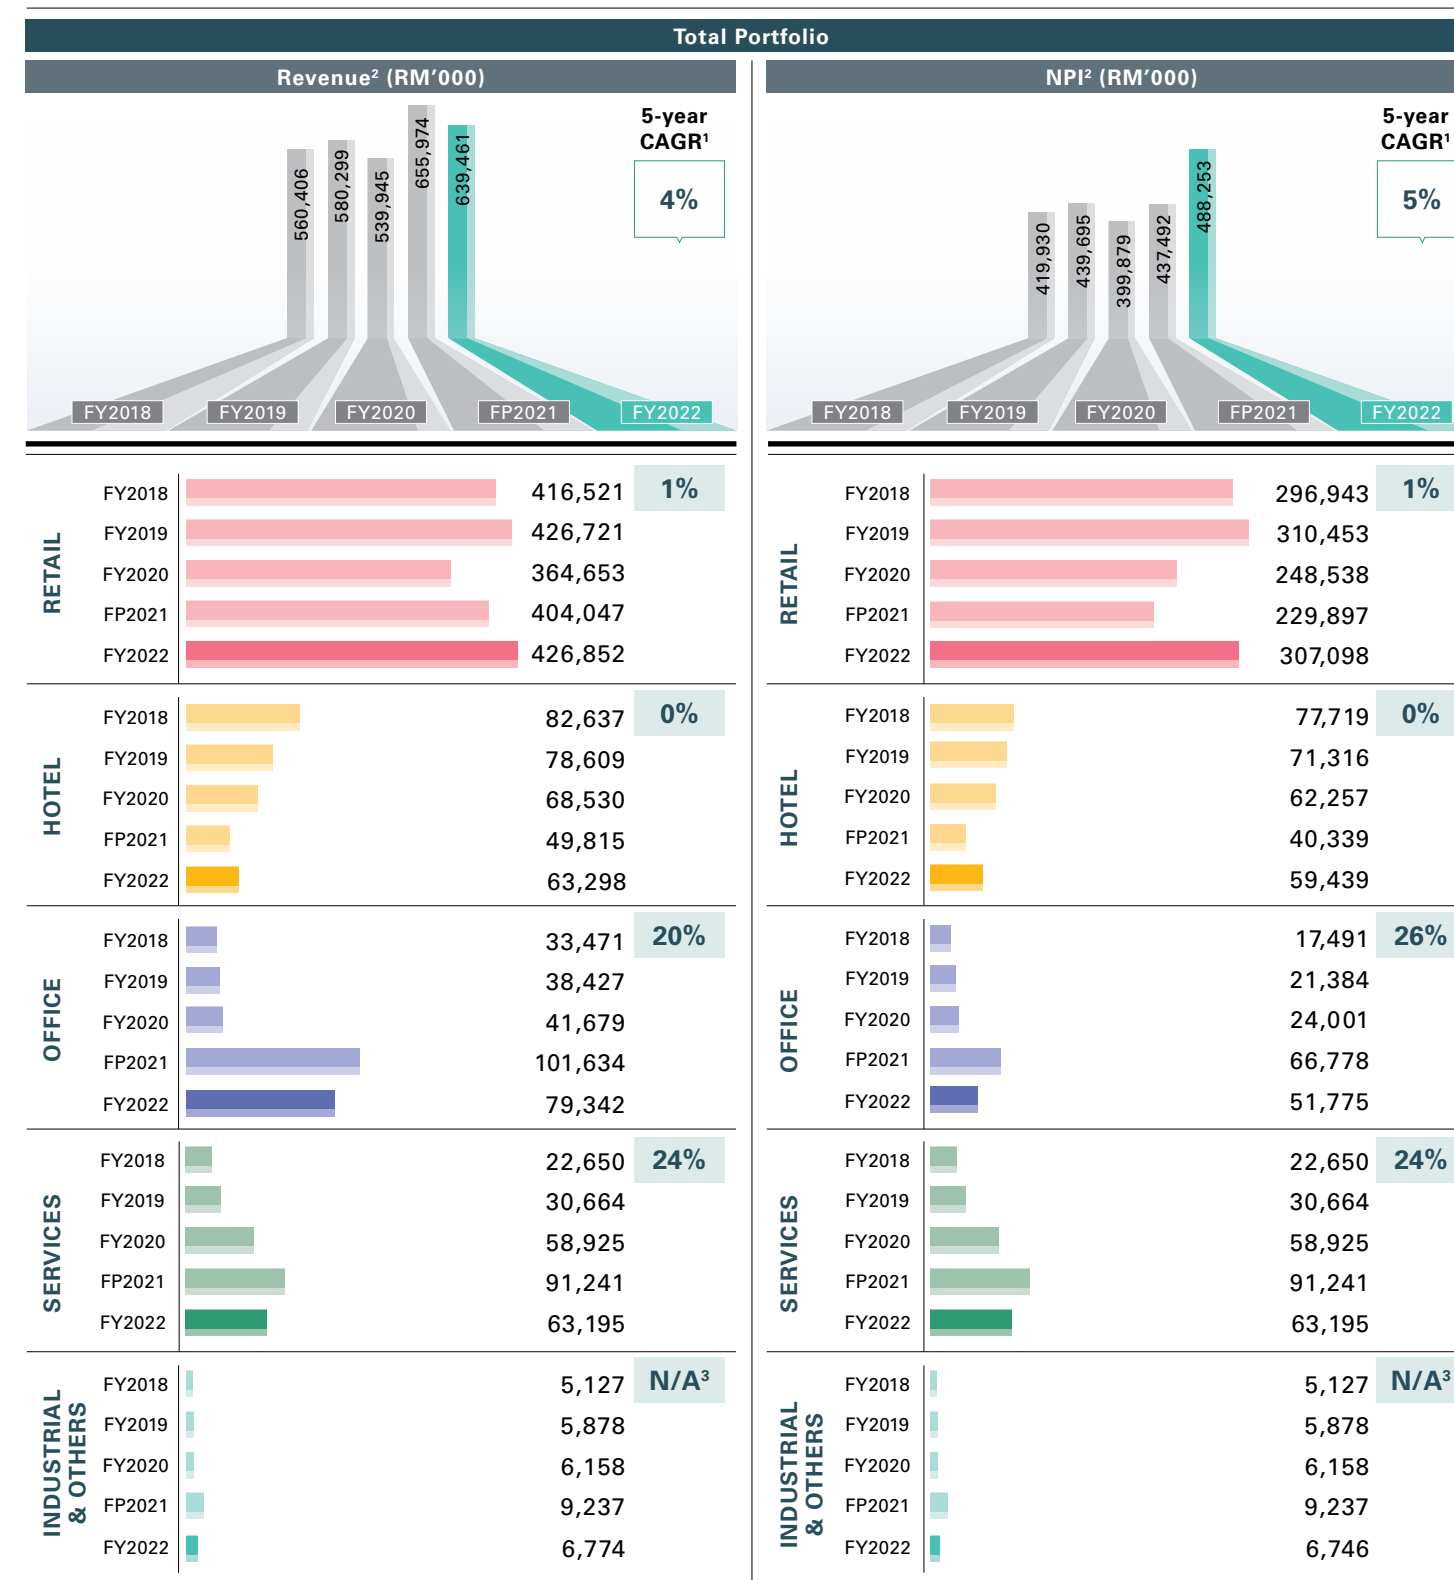 Total Portfolio
Revenue² (RM'000)
5-year
CAGR¹
4%
560,406
580,299
539,945
655,974
639,461
FY2018
FY2019
FY2020
FP2021
FY2022
RETAIL
FY2018 416,521 1%
FY2019 426,721
FY2020 364,653
FP2021 404,047
FY2022 426,852
HOTEL
FY2018 82,637 0%
FY2019 78,609
FY2020 68,530
FP2021 49,815
FY2022 63,298
OFFICE
FY2018 33,471 20%
FY2019 38,427
FY2020 41,679
FP2021 101,634
FY2022 79,342
SERVICES
FY2018 22,650 24%
FY2019 30,664
FY2020 58,925
FP2021 91,241
FY2022 63,195
INDUSTRIAL
& OTHERS
FY2018 5,127 N/A³
FY2019 5,878
FY2020 6,158
FP2021 9,237
FY2022 6,774
NPI² (RM'000)
5-year
CAGR¹
5%
419,930
439,695
399,879
437,492
488,253
FY2018
FY2019
FY2020
FP2021
FY2022
RETAIL
FY2018 296,943 1%
FY2019 310,453
FY2020 248,538
FP2021 229,897
FY2022 307,098
HOTEL
FY2018 77,719 0%
FY2019 71,316
FY2020 62,257
FP2021 40,339
FY2022 59,439
OFFICE
FY2018 17,491 26%
FY2019 21,384
FY2020 24,001
FP2021 66,778
FY2022 51,775
SERVICES
FY2018 22,650 24%
FY2019 30,664
FY2020 58,925
FP2021 91,241
FY2022 63,195
INDUSTRIAL
& OTHERS
FY2018 5,127 N/A³
FY2019 5,878
FY2020 6,158
FP2021 9,237
FY2022 6,746